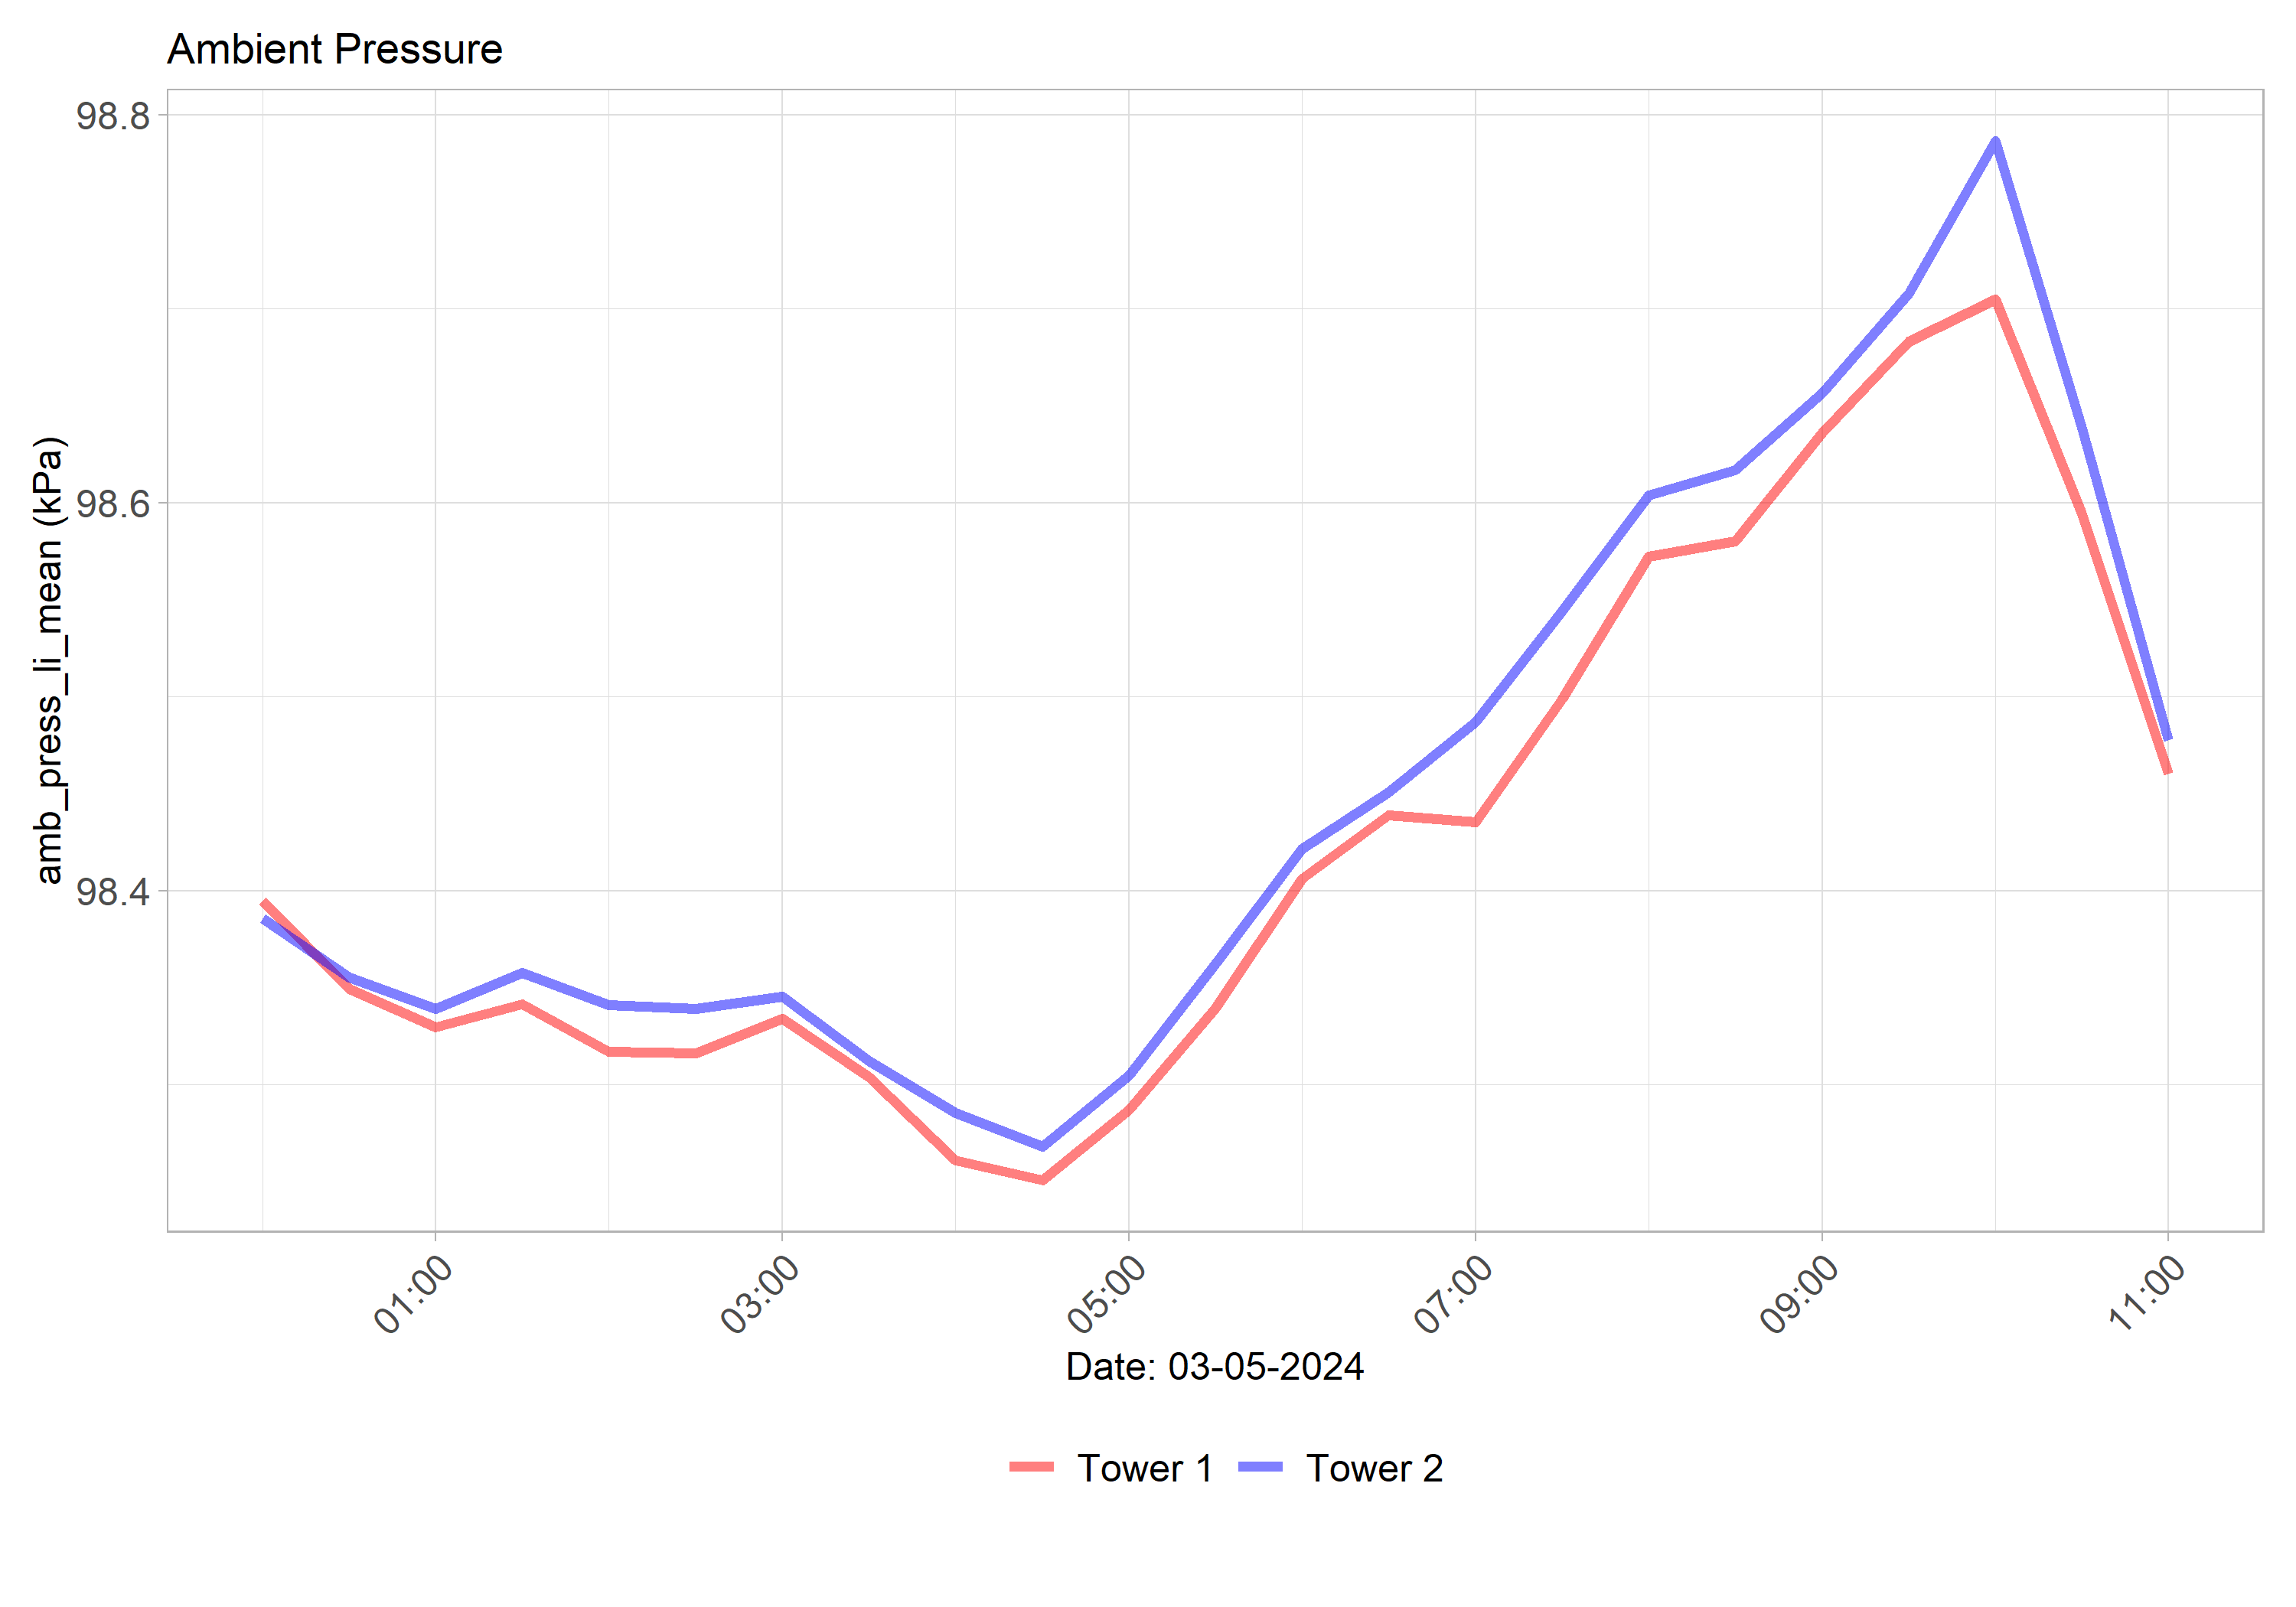 Ambient Pressure
amb_press_li_mean (kPa)
98.8
98.6
98.4
01:00
03:00
05:00
07:00
09:00
11:00
Date: 03-05-2024
Tower 1
Tower 2